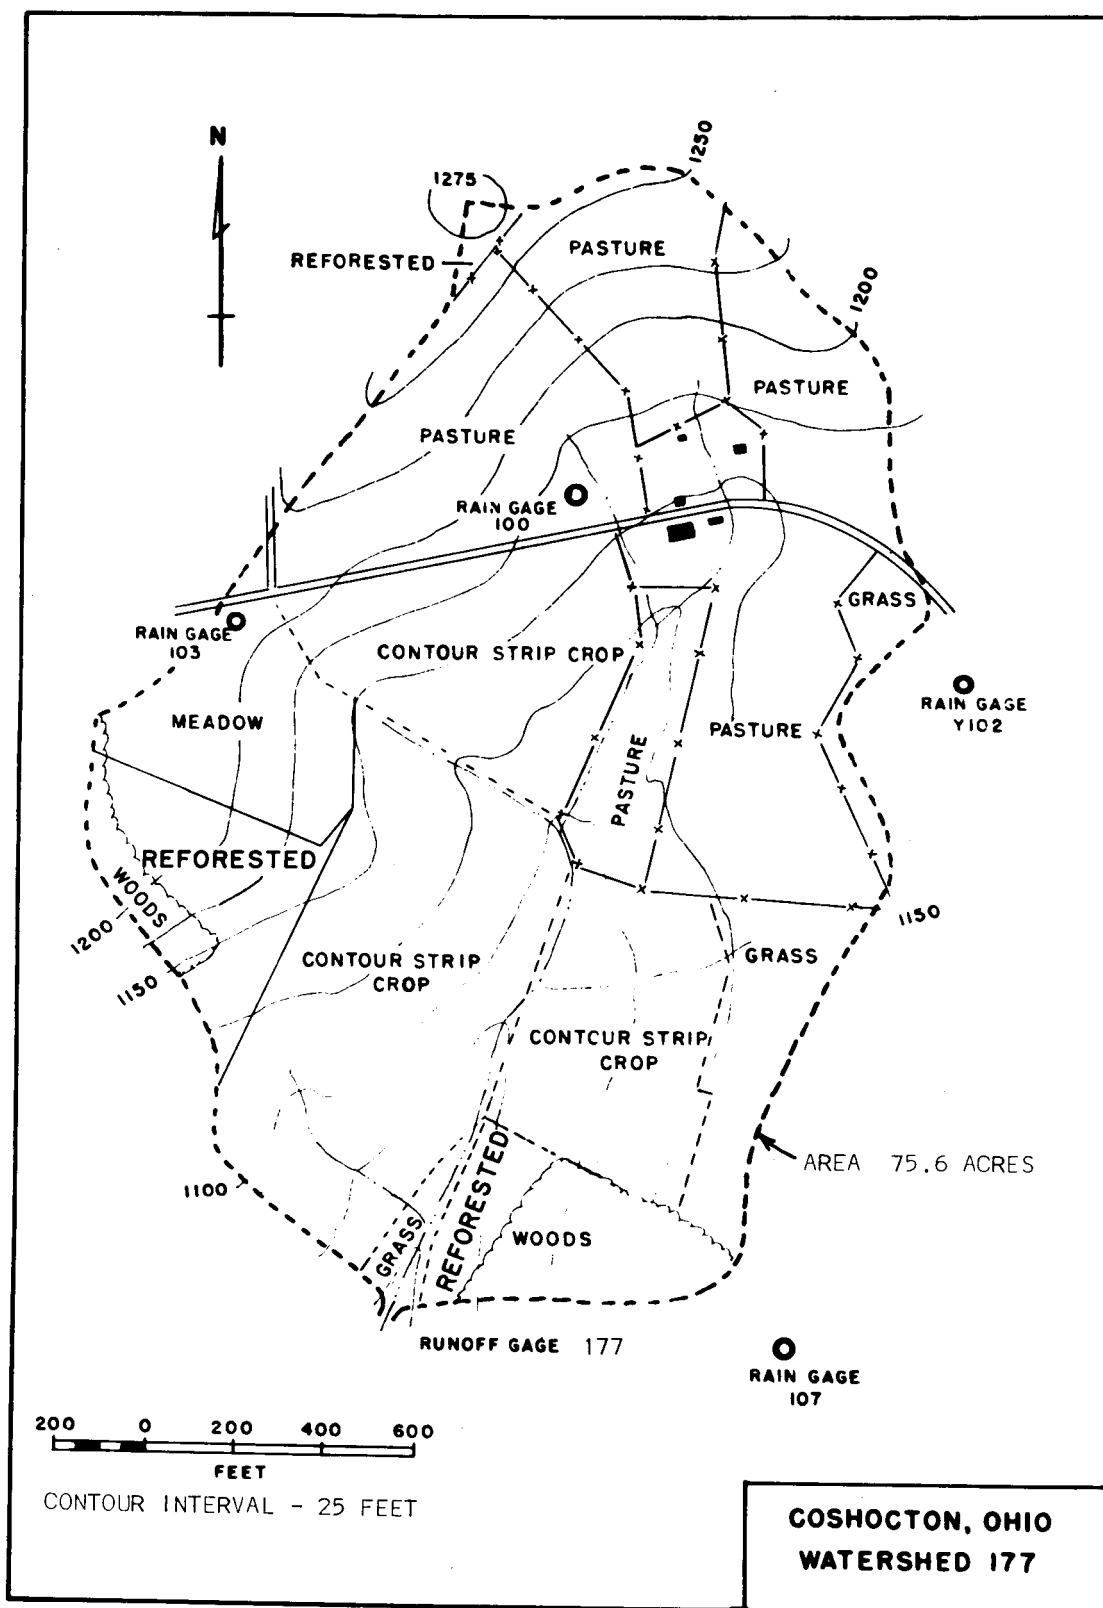 N
1250
1275
PASTURE
REFORESTED
1200
PASTURE
PASTURE
RAIN GAGE
100
GRASS
RAIN GAGE
103
CONTOUR STRIP CROP
RAIN GAGE
Y102
MEADOW
PASTURE
PASTURE
REFORESTED
WOODS
1200
1150
1150
CONTOUR STRIP
CROP
GRASS
CONTCUR STRIP
CROP
AREA 75.6 ACRES
1100
GRASS
REFORESTED
WOODS
RUNOFF GAGE 177
RAIN GAGE
107
200 0 200 400 600
FEET
CONTOUR INTERVAL - 25 FEET
COSHOCTON, OHIO
WATERSHED 177